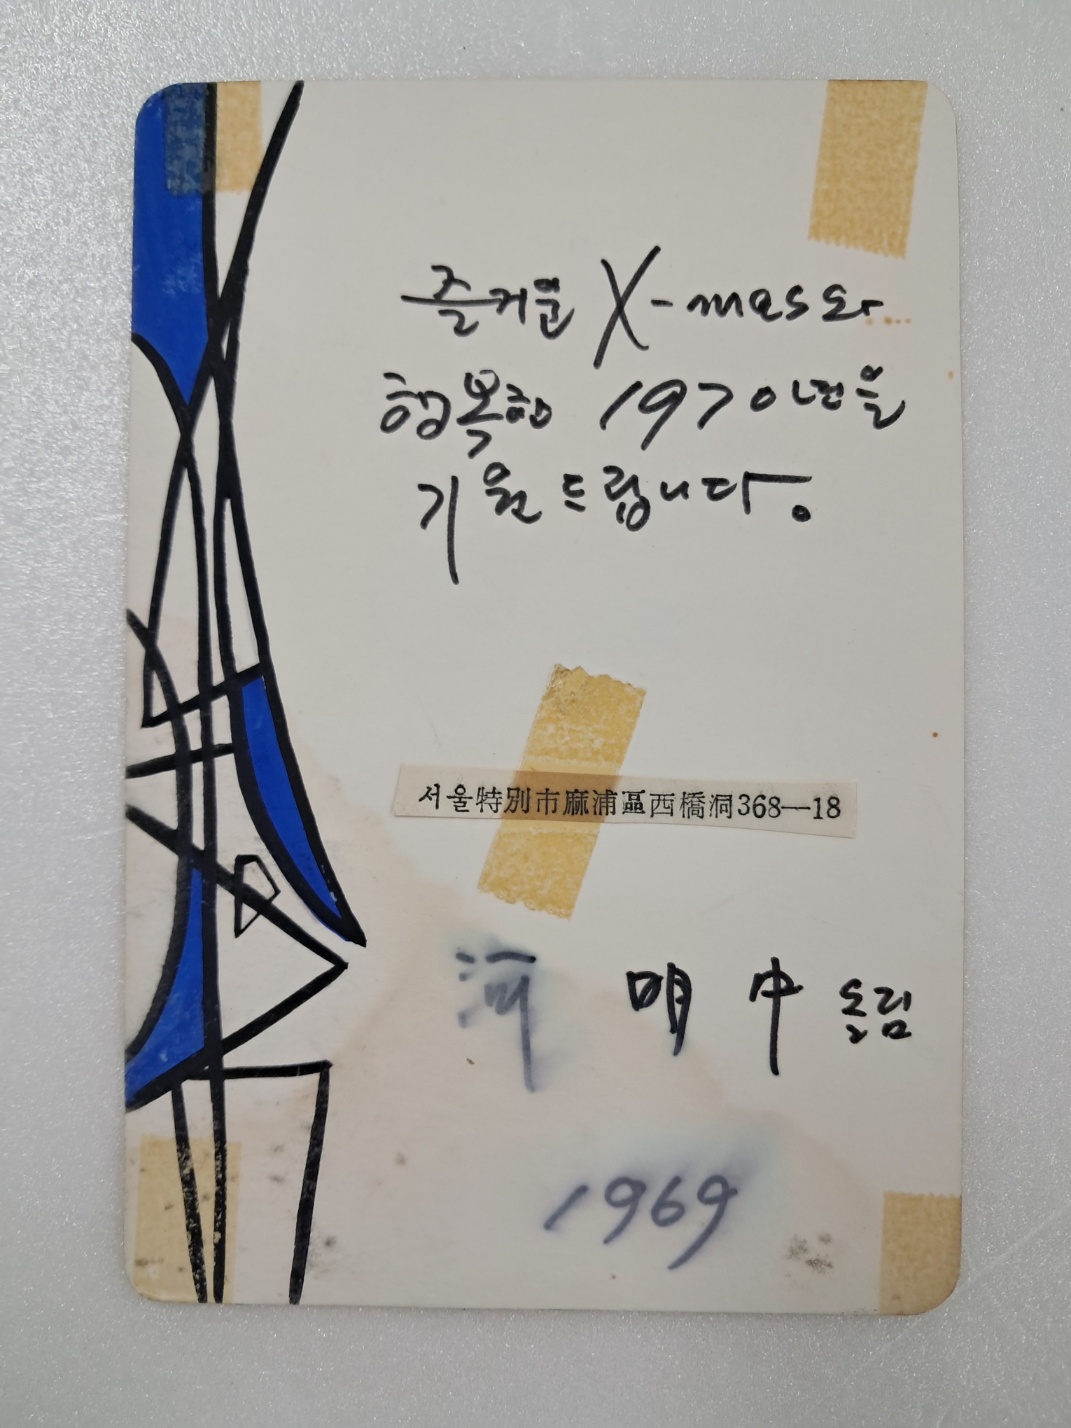 즐거운 X-mas와
행복한 1970년을
기원드립니다.
서울特別市麻浦區西橋洞368—18
河 明 中 드림
1969